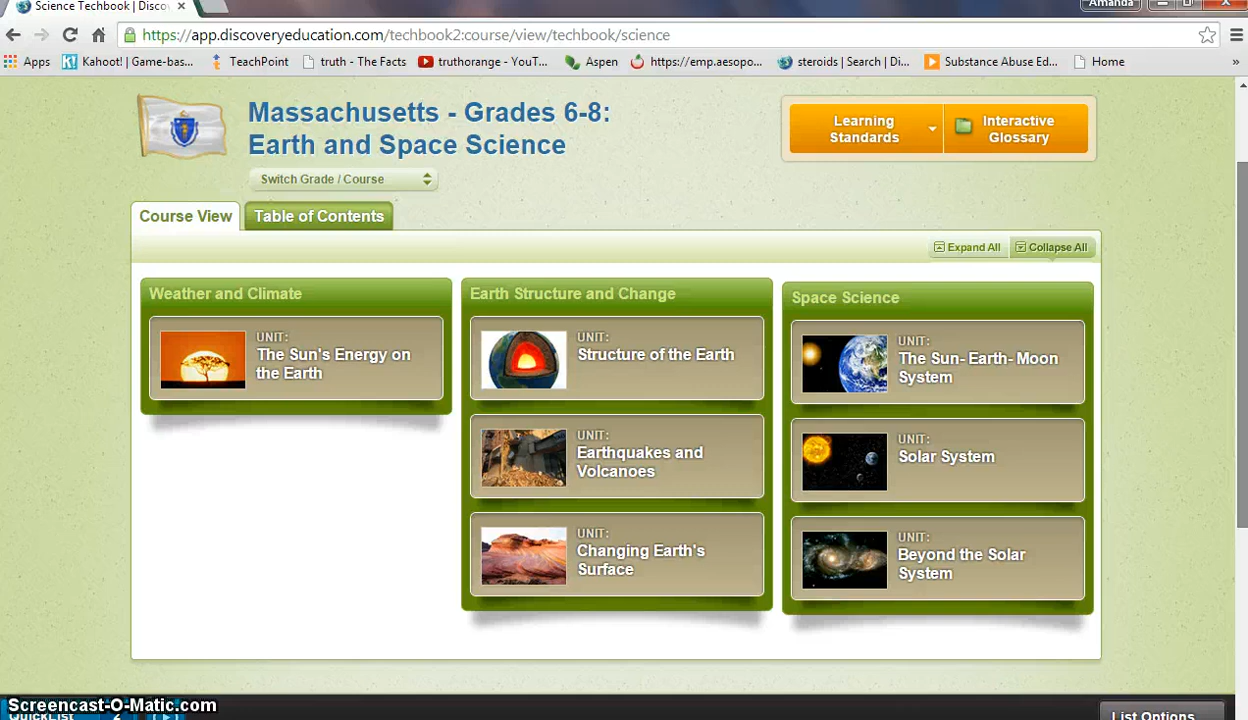 Science Techbook | Disco
Amanda
https://app.discoveryeducation.com/techbook2:course/view/techbook/science
Apps
Kahoot! | Game-bas...
TeachPoint
truth - The Facts
truthorange - YouT...
Aspen
https://emp.aesopo...
steroids | Search | Di...
Substance Abuse Ed...
Home
»
Massachusetts - Grades 6-8:
Earth and Space Science
Learning
Standards
Interactive
Glossary
Switch Grade / Course
Course View
Table of Contents
Expand All
Collapse All
Weather and Climate
UNIT:
The Sun's Energy on
the Earth
Earth Structure and Change
UNIT:
Structure of the Earth
UNIT:
Earthquakes and
Volcanoes
UNIT:
Changing Earth's
Surface
Space Science
UNIT:
The Sun- Earth- Moon
System
UNIT:
Solar System
UNIT:
Beyond the Solar
System
Screencast-O-Matic.com
QuickList
2
List Options